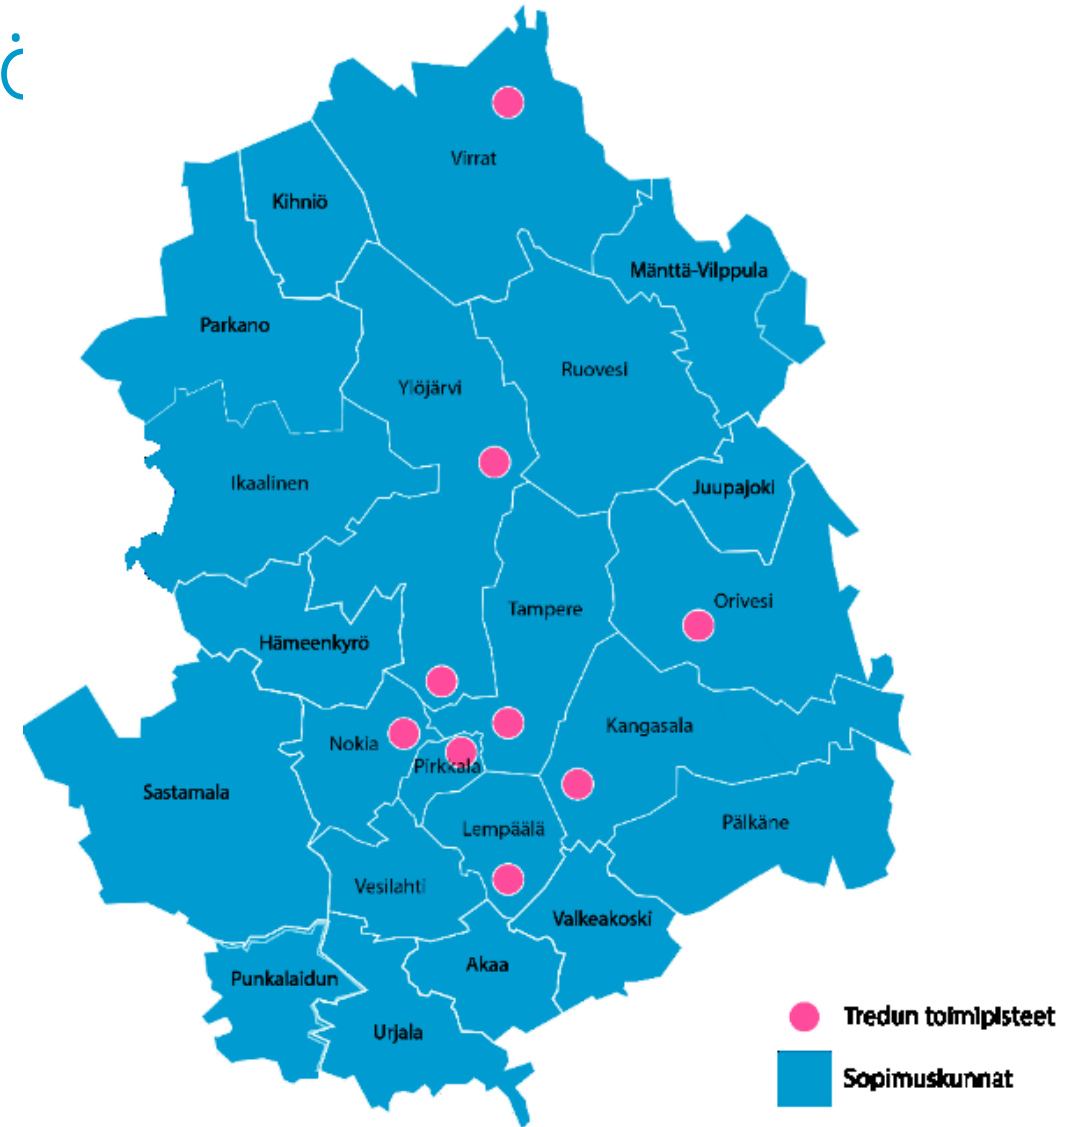 Ö
Virrat
Kihniö
Mänttä-Vilppula
Parkano
Ruovesi
Ylöjärvi
Ikaalinen
Juupajoki
Orivesi
Tampere
Hämeenkyrö
Kangasala
Nokia
Pirkkala
Sastamala
Lempäälä
Pälkäne
Vesilahti
Valkeakoski
Akaa
Punkalaidun
Urjala
Tredun toimipisteet
Sopimuskunnat